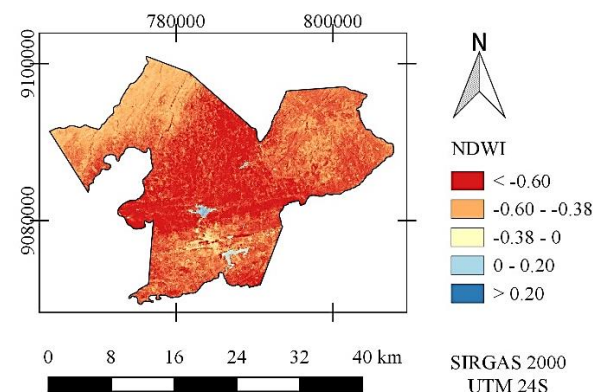 780000 800000
9100000
9080000
N
NDWI
< -0.60
-0.60 - -0.38
-0.38 - 0
0 - 0.20
> 0.20
0 8 16 24 32 40 km
SIRGAS 2000
UTM 24S